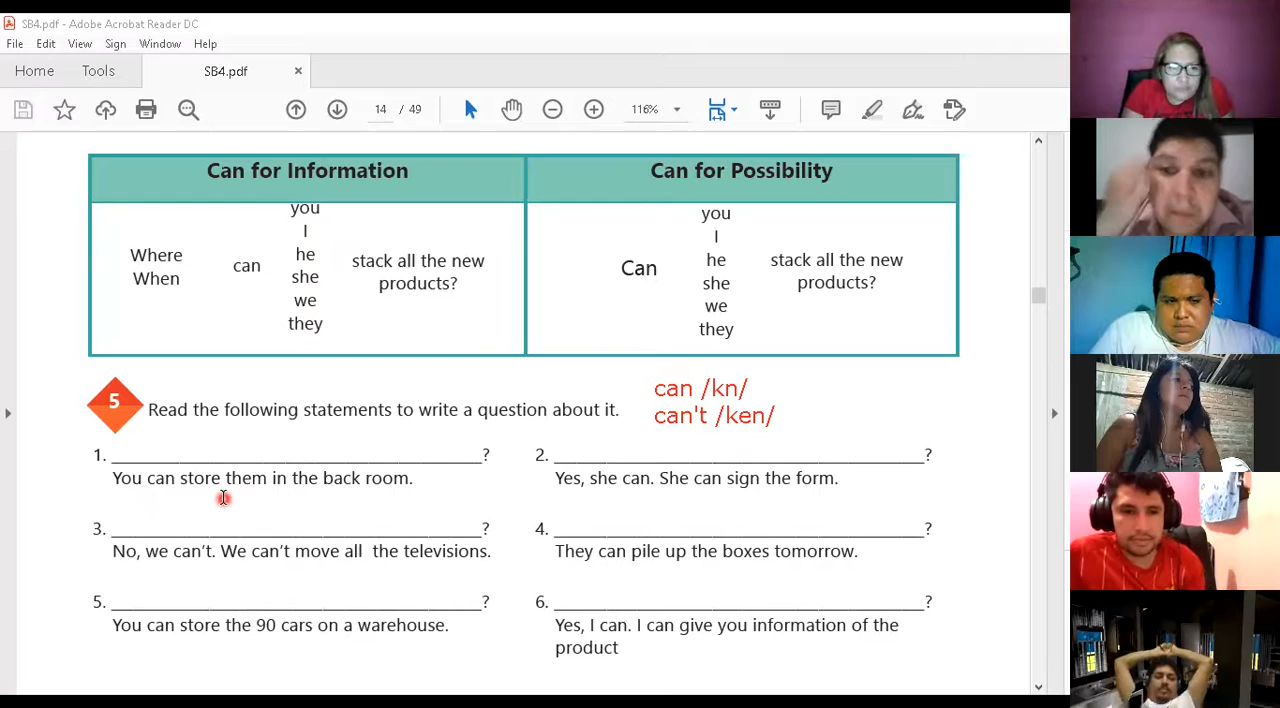 SB4.pdf - Adobe Acrobat Reader DC
File Edit View Sign Window Help
Home Tools SB4.pdf ×
14 / 49 116%
Can for Information Can for Possibility
you
I
he
she
we
they
Where
When
can
stack all the new
products?
you
I
he
she
we
they
Can
stack all the new
products?
can /kn/
can't /ken/
5 Read the following statements to write a question about it.
1. ______________________________________?
You can store them in the back room.
2. ______________________________________?
Yes, she can. She can sign the form.
3. ______________________________________?
No, we can't. We can't move all the televisions.
4. ______________________________________?
They can pile up the boxes tomorrow.
5. ______________________________________?
You can store the 90 cars on a warehouse.
6. ______________________________________?
Yes, I can. I can give you information of the
product